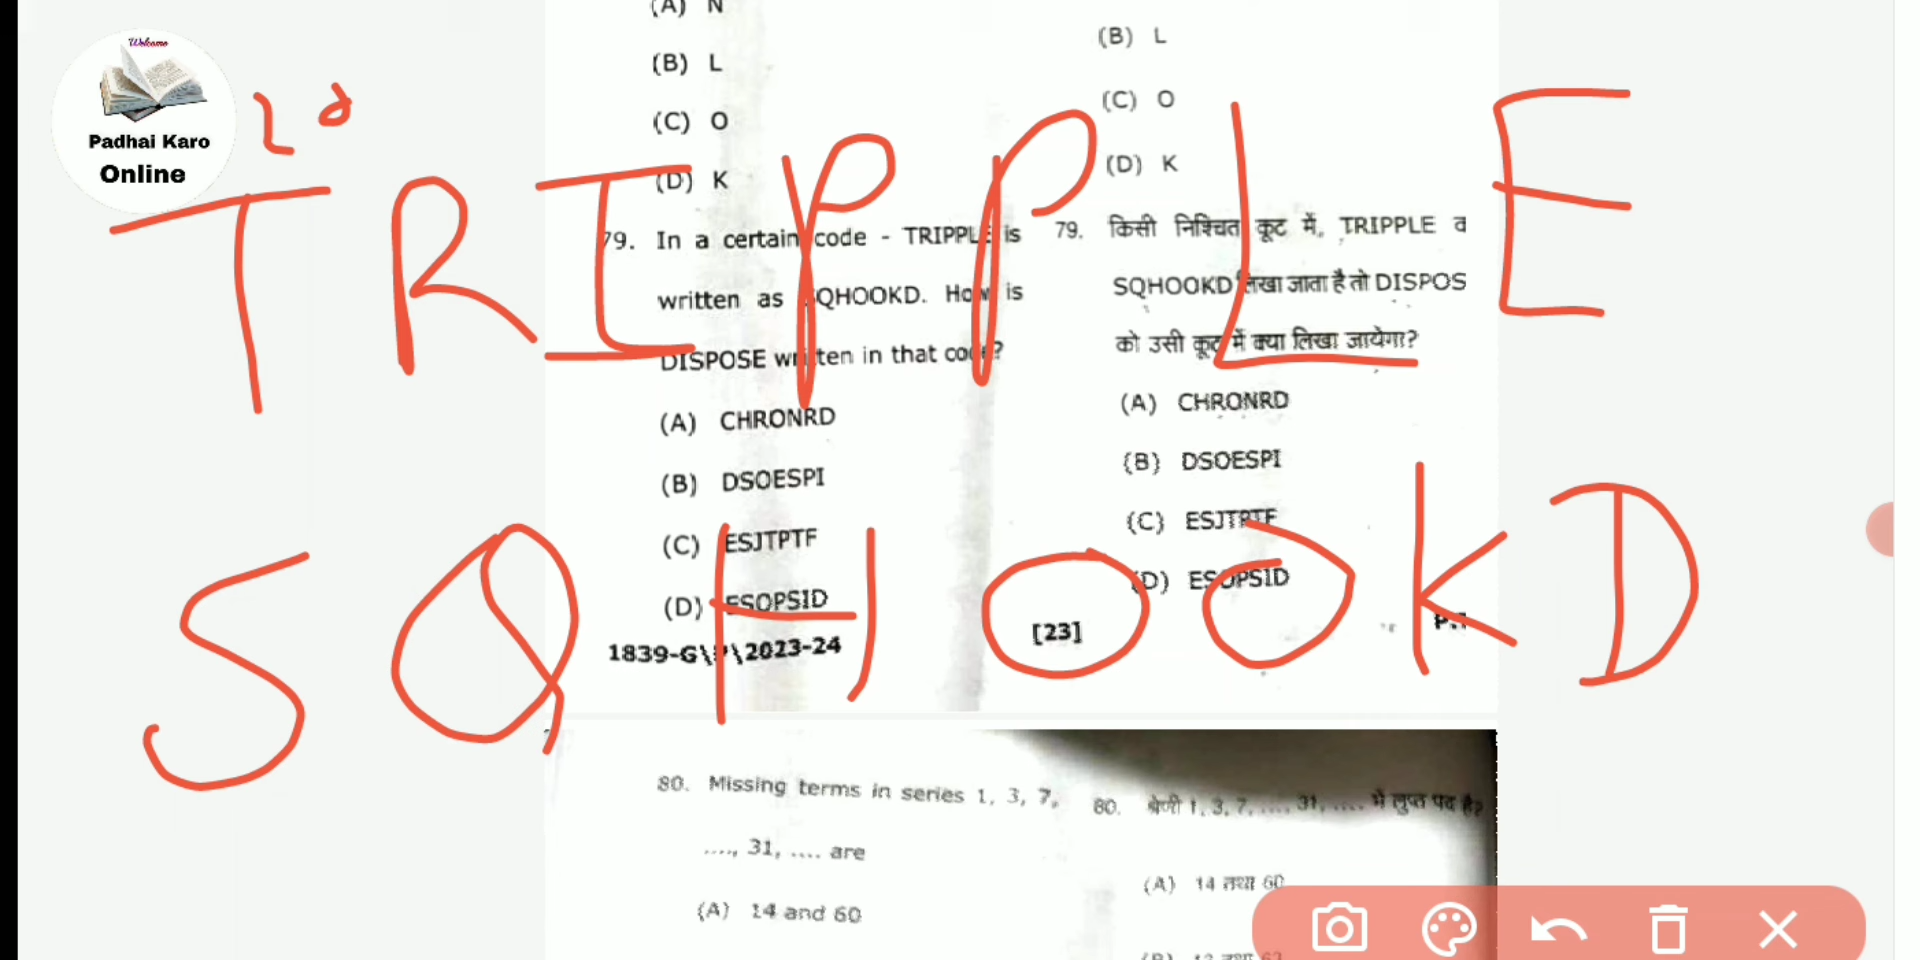 Welcome
Padhai Karo
Online
(A) N
(B) L
(C) O
(D) K
79. In a certain code - TRIPPLE is
written as SQHOOKD. How is
DISPOSE written in that code?
(A) CHRONRD
(B) DSOESPI
(C) ESJTPTF
(D) ESOPSID
1839-G\P\2023-24
[23]
(B) L
(C) O
(D) K
79. किसी निश्चित कूट में, TRIPPLE व
SQHOOKD लिखा जाता है तो DISPOS
को उसी कूट में क्या लिखा जायेगा?
(A) CHRONRD
(B) DSOESPI
(C) ESJTPTF
(D) ESOPSID
TRIPPLE
SQHOOKD
80. Missing terms in series 1, 3, 7,
...., 31, .... are
(A) 14 and 60
80. श्रेणी 1, 3, 7, .... 31, .... में लुप्त पद है?
(A) 14 तथा 60